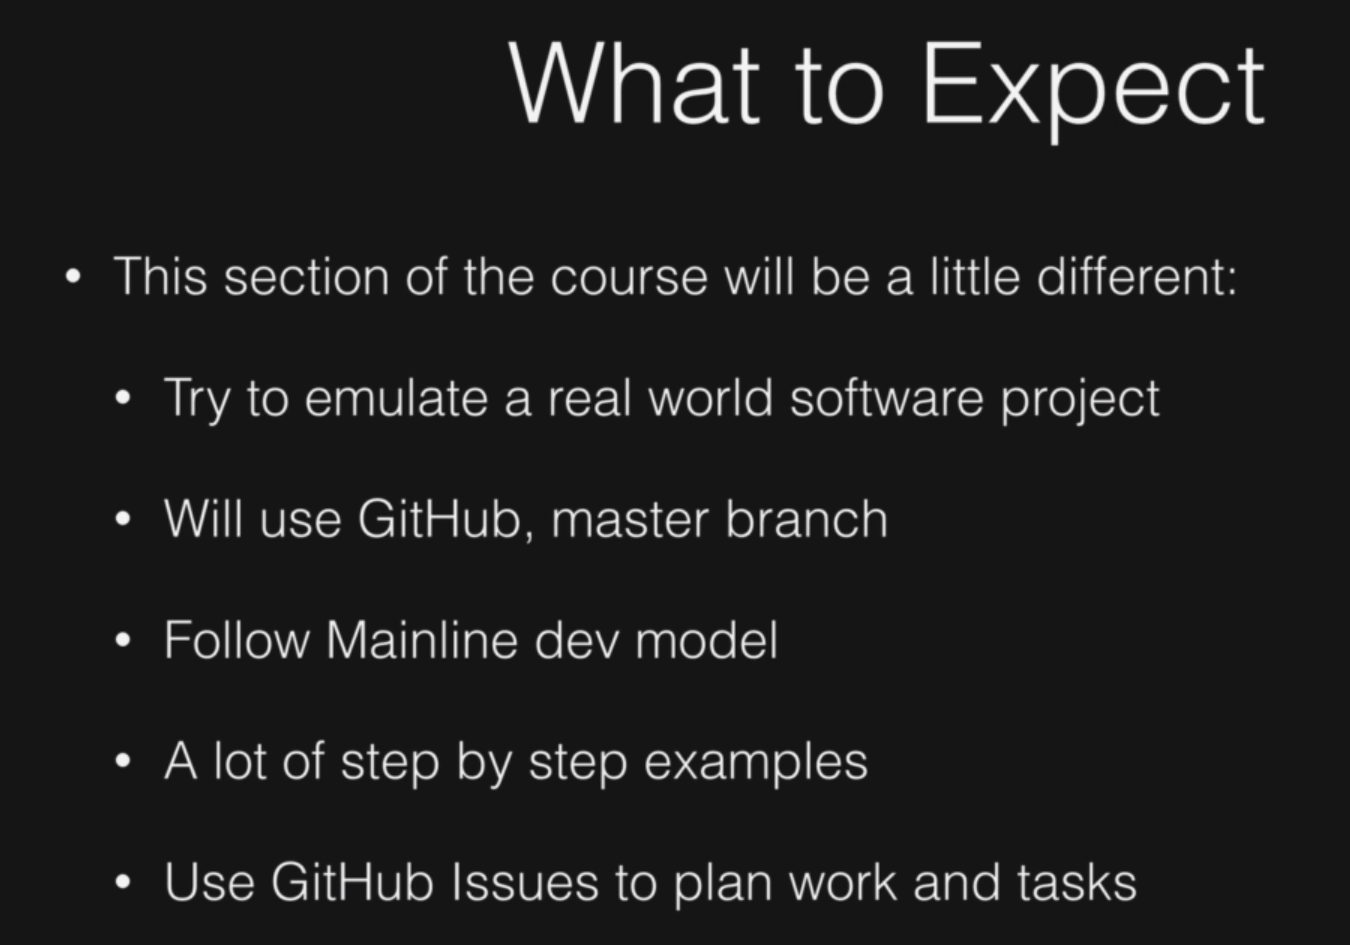 What to Expect
• This section of the course will be a little different:
• Try to emulate a real world software project
• Will use GitHub, master branch
• Follow Mainline dev model
• A lot of step by step examples
• Use GitHub Issues to plan work and tasks